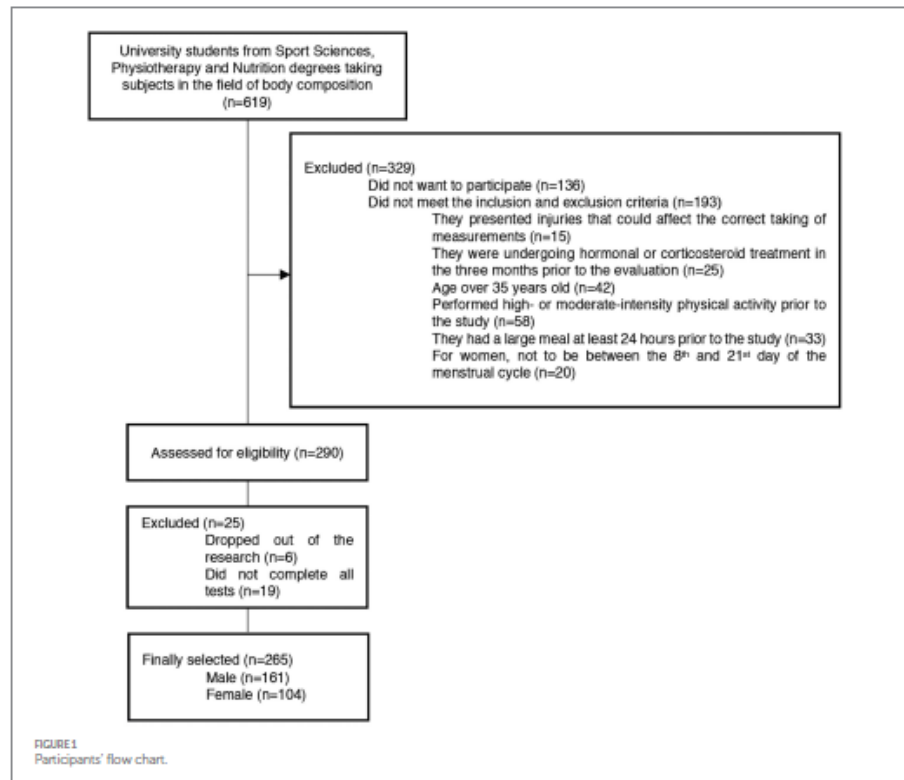 University students from Sport Sciences,
Physiotherapy and Nutrition degrees taking
subjects in the field of body composition
(n=619)
Excluded (n=329)
Did not want to participate (n=136)
Did not meet the inclusion and exclusion criteria (n=193)
They presented injuries that could affect the correct taking of
measurements (n=15)
They were undergoing hormonal or corticosteroid treatment in
the three months prior to the evaluation (n=25)
Age over 35 years old (n=42)
Performed high- or moderate-intensity physical activity prior to
the study (n=58)
They had a large meal at least 24 hours prior to the study (n=33)
For women, not to be between the 8th and 21st day of the
menstrual cycle (n=20)
Assessed for eligibility (n=290)
Excluded (n=25)
Dropped out of the
research (n=6)
Did not complete all
tests (n=19)
Finally selected (n=265)
Male (n=161)
Female (n=104)
FIGURE1
Participants' flow chart.